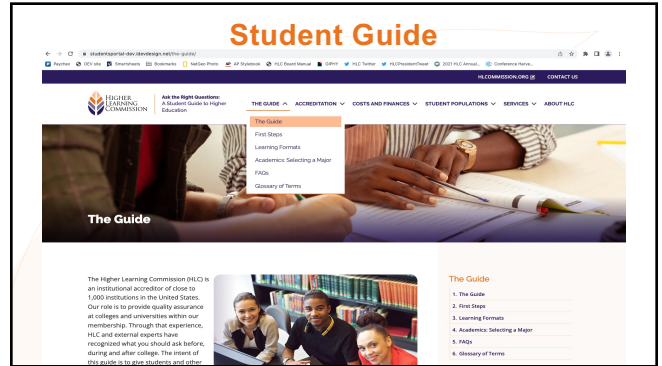 Student Guide
studentsportal-dev.idevdesign.net/the-guide/
Paychex DEV site Smartsheets Bookmarks NatGeo Photo AP Stylebook HLC Board Manual GIPHY HLC Twitter HLCPresidentTweet 2021 HLC Annual... Conference Harve...
HLCOMMISSION.ORG CONTACT US
HIGHER LEARNING COMMISSION
Ask the Right Questions:
A Student Guide to Higher
Education
THE GUIDE ACCREDITATION COSTS AND FINANCES STUDENT POPULATIONS SERVICES ABOUT HLC
The Guide
First Steps
Learning Formats
Academics: Selecting a Major
FAQs
Glossary of Terms
The Guide
The Higher Learning Commission (HLC) is
an institutional accreditor of close to
1,000 institutions in the United States.
Our role is to provide quality assurance
at colleges and universities within our
membership. Through that experience,
HLC and external experts have
recognized what you should ask before,
during and after college. The intent of
this guide is to give students and other
The Guide
1. The Guide
2. First Steps
3. Learning Formats
4. Academics: Selecting a Major
5. FAQs
6. Glossary of Terms